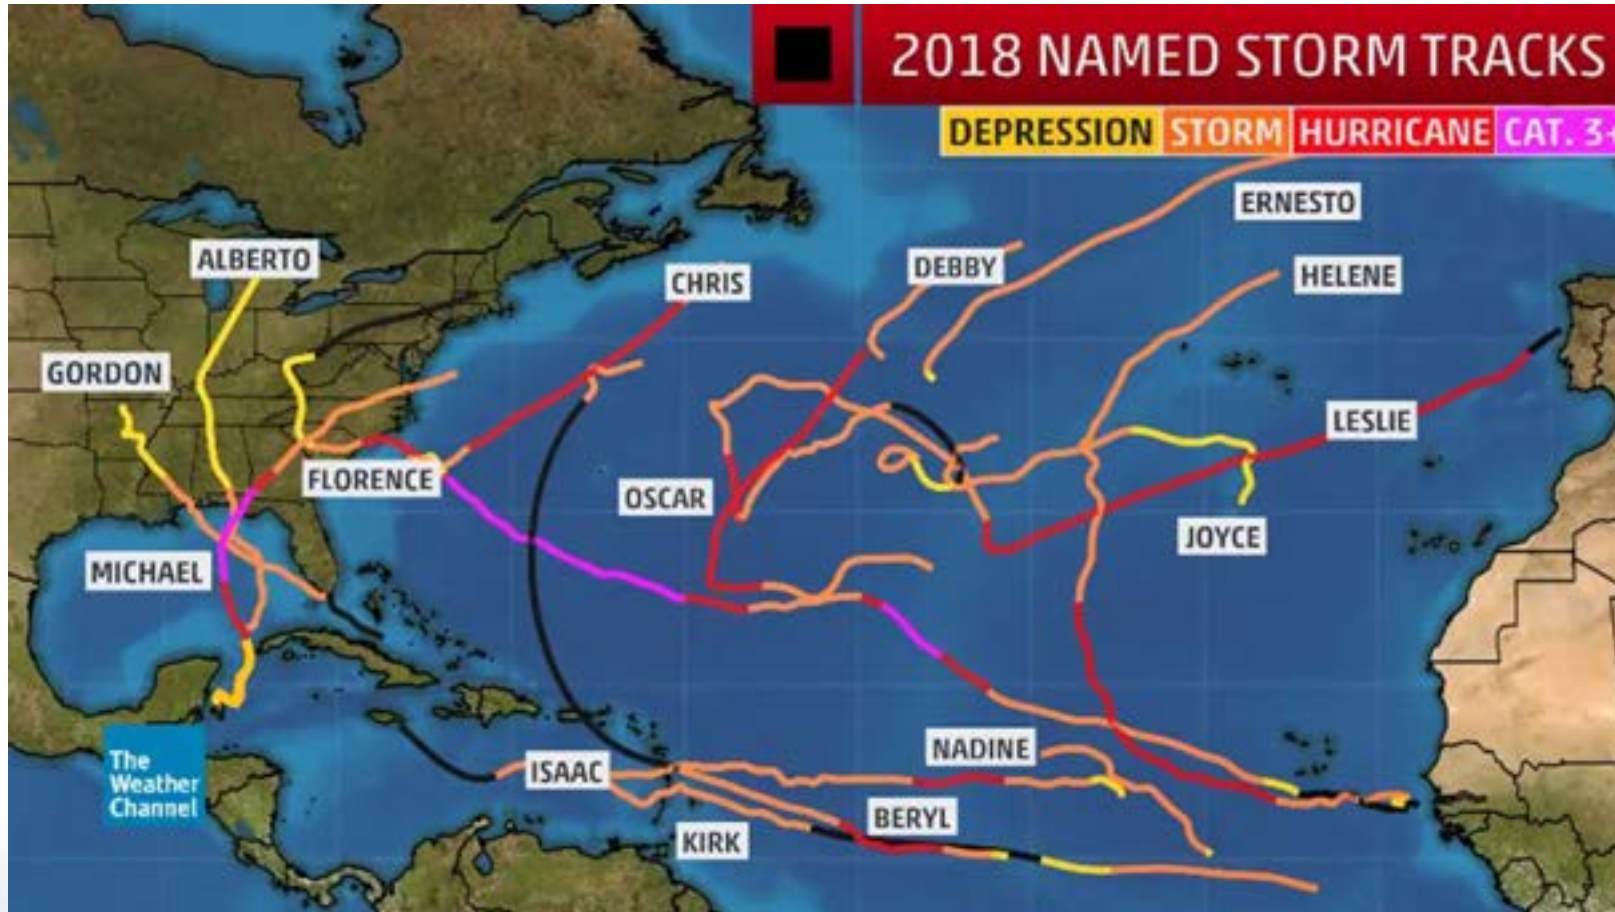 2018 NAMED STORM TRACKS
DEPRESSION STORM HURRICANE CAT. 3
ERNESTO
ALBERTO
DEBBY
HELENE
CHRIS
GORDON
LESLIE
FLORENCE
OSCAR
JOYCE
MICHAEL
NADINE
ISAAC
BERYL
KIRK
The
Weather
Channel